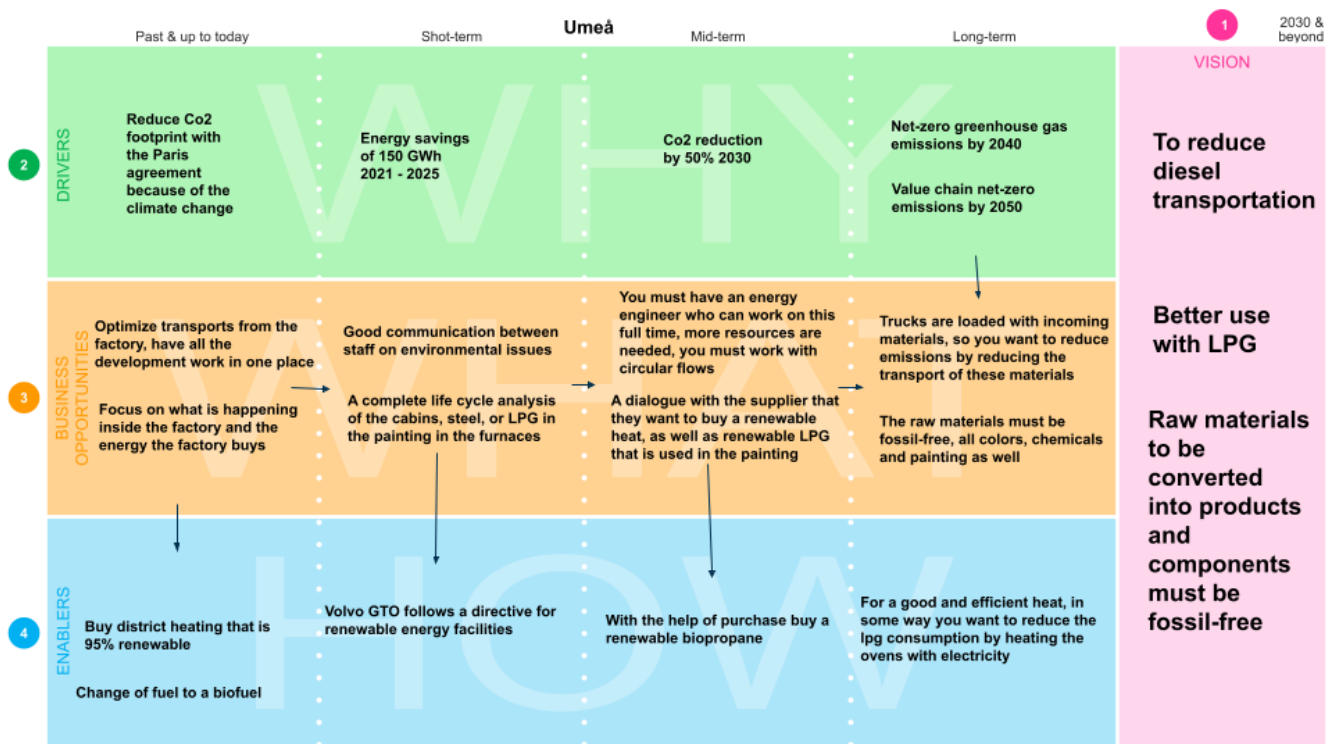 Umeå
Past & up to today
Shot-term
Mid-term
Long-term
1
2030 &
beyond
VISION
To reduce
diesel
transportation
Better use
with LPG
Raw materials
to be
converted
into products
and
components
must be
fossil-free
2
DRIVERS
WHY
Reduce Co2
footprint with
the Paris
agreement
because of the
climate change
Energy savings
of 150 GWh
2021 - 2025
Co2 reduction
by 50% 2030
Net-zero greenhouse gas
emissions by 2040
Value chain net-zero
emissions by 2050
3
BUSINESS
OPPORTUNITIES
WHAT
Optimize transports from the
factory, have all the
development work in one place
Focus on what is happening
inside the factory and the
energy the factory buys
Good communication between
staff on environmental issues
A complete life cycle analysis
of the cabins, steel, or LPG in
the painting in the furnaces
You must have an energy
engineer who can work on this
full time, more resources are
needed, you must work with
circular flows
A dialogue with the supplier that
they want to buy a renewable
heat, as well as renewable LPG
that is used in the painting
Trucks are loaded with incoming
materials, so you want to reduce
emissions by reducing the
transport of these materials
The raw materials must be
fossil-free, all colors, chemicals
and painting as well
4
ENABLERS
HOW
Buy district heating that is
95% renewable
Change of fuel to a biofuel
Volvo GTO follows a directive for
renewable energy facilities
With the help of purchase buy a
renewable biopropane
For a good and efficient heat, in
some way you want to reduce the
lpg consumption by heating the
ovens with electricity